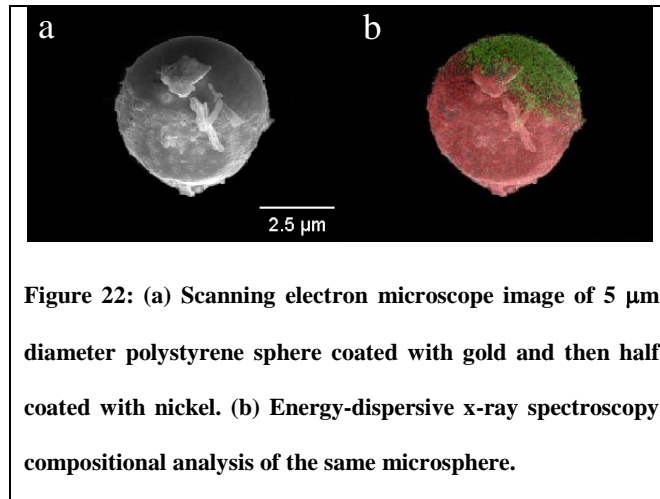 a
b
2.5 μm
Figure 22: (a) Scanning electron microscope image of 5 μm
diameter polystyrene sphere coated with gold and then half
coated with nickel. (b) Energy-dispersive x-ray spectroscopy
compositional analysis of the same microsphere.